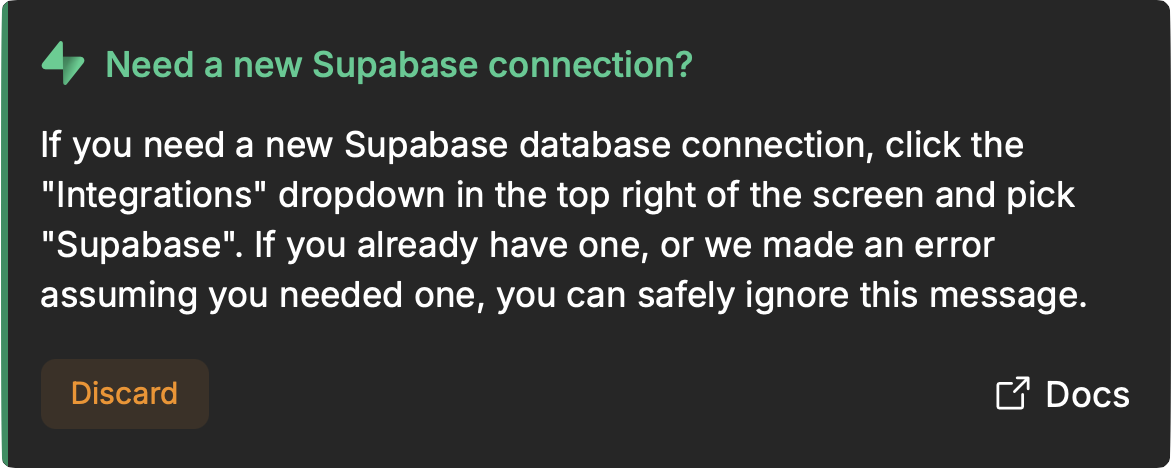 Need a new Supabase connection?
If you need a new Supabase database connection, click the
"Integrations" dropdown in the top right of the screen and pick
"Supabase". If you already have one, or we made an error
assuming you needed one, you can safely ignore this message.
Discard
Docs